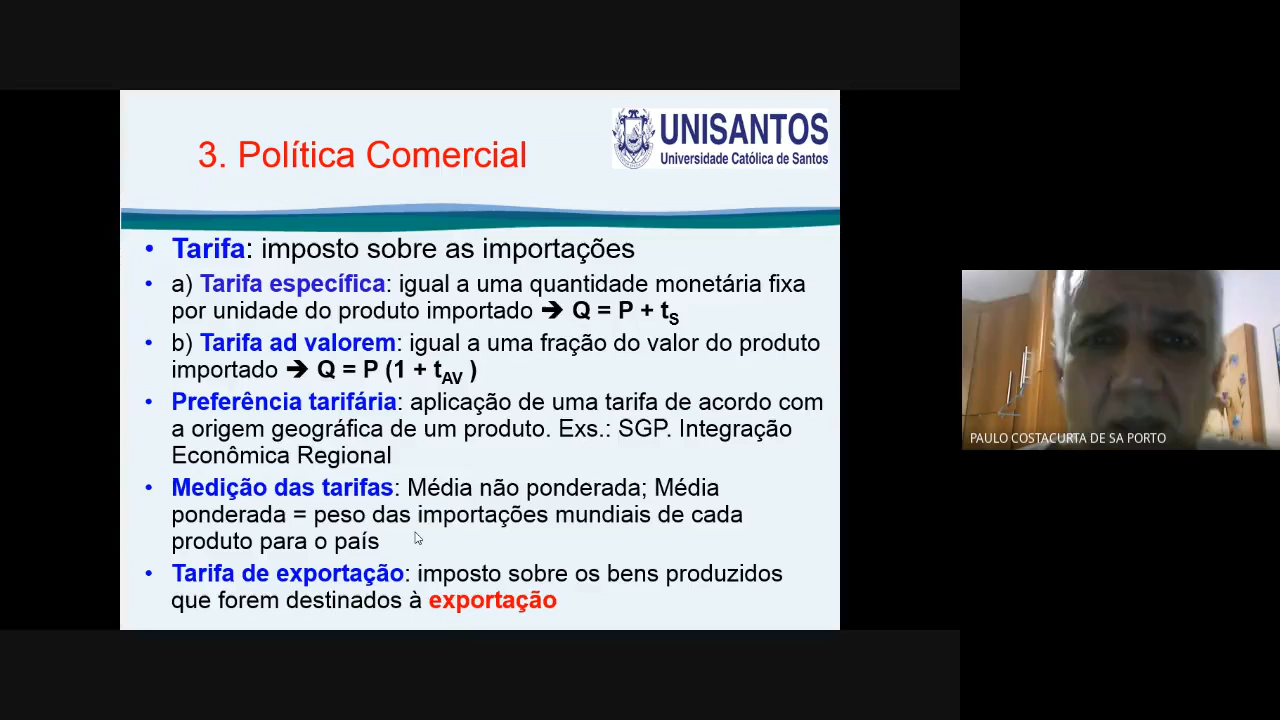 3. Política Comercial
UNISANTOS
Universidade Católica de Santos
• Tarifa: imposto sobre as importações
• a) Tarifa específica: igual a uma quantidade monetária fixa
por unidade do produto importado ➔ Q = P + tS
• b) Tarifa ad valorem: igual a uma fração do valor do produto
importado ➔ Q = P (1 + tAV )
• Preferência tarifária: aplicação de uma tarifa de acordo com
a origem geográfica de um produto. Exs.: SGP. Integração
Econômica Regional
• Medição das tarifas: Média não ponderada; Média
ponderada = peso das importações mundiais de cada
produto para o país
• Tarifa de exportação: imposto sobre os bens produzidos
que forem destinados à exportação
PAULO COSTACURTA DE SA PORTO